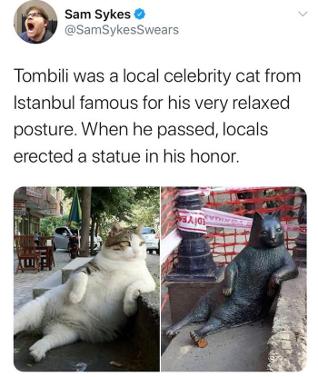 Sam Sykes
@SamSykesSwears
Tombili was a local celebrity cat from
Istanbul famous for his very relaxed
posture. When he passed, locals
erected a statue in his honor.